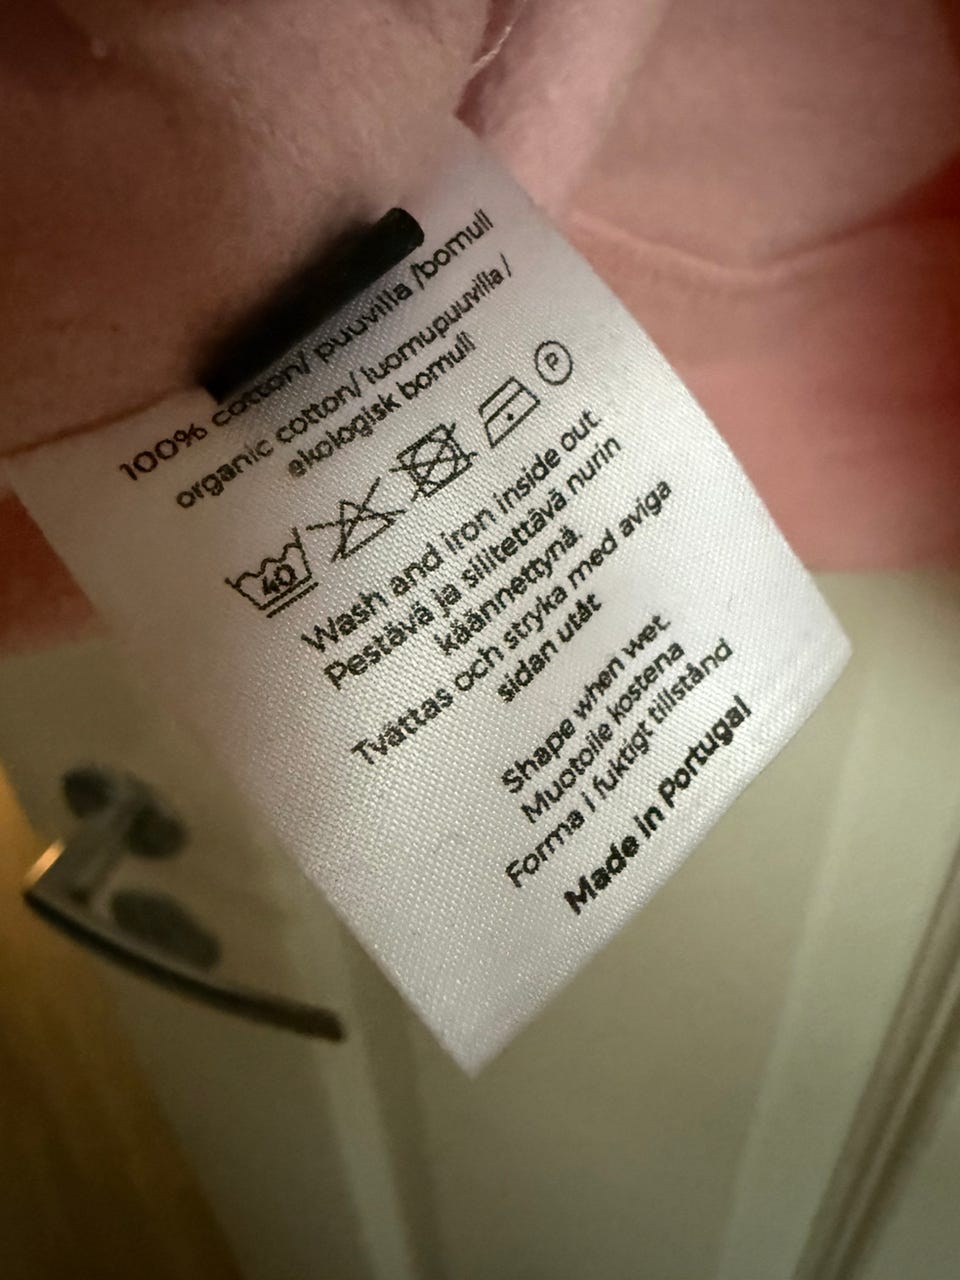 100% cotton/ puuvilla /bomull
organic cotton/ luomupuuvilla /
ekologisk bomull
40 P
Wash and iron inside out
Pestävä ja silitettävä nurin
käännettynä
Tvättas och stryka med aviga
sidan utåt
Shape when wet
Muotoile kostena
Forma i fuktigt tillstånd
Made in Portugal